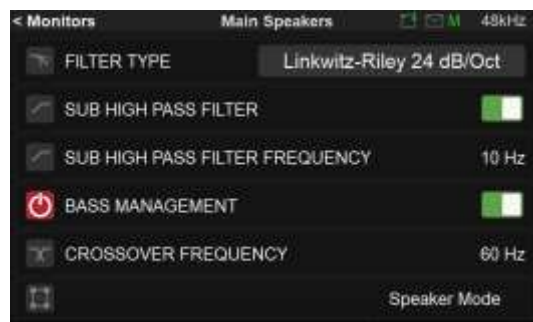 < Monitors Main Speakers M 48kHz
FILTER TYPE Linkwitz-Riley 24 dB/Oct
SUB HIGH PASS FILTER
SUB HIGH PASS FILTER FREQUENCY 10 Hz
BASS MANAGEMENT
CROSSOVER FREQUENCY 60 Hz
Speaker Mode